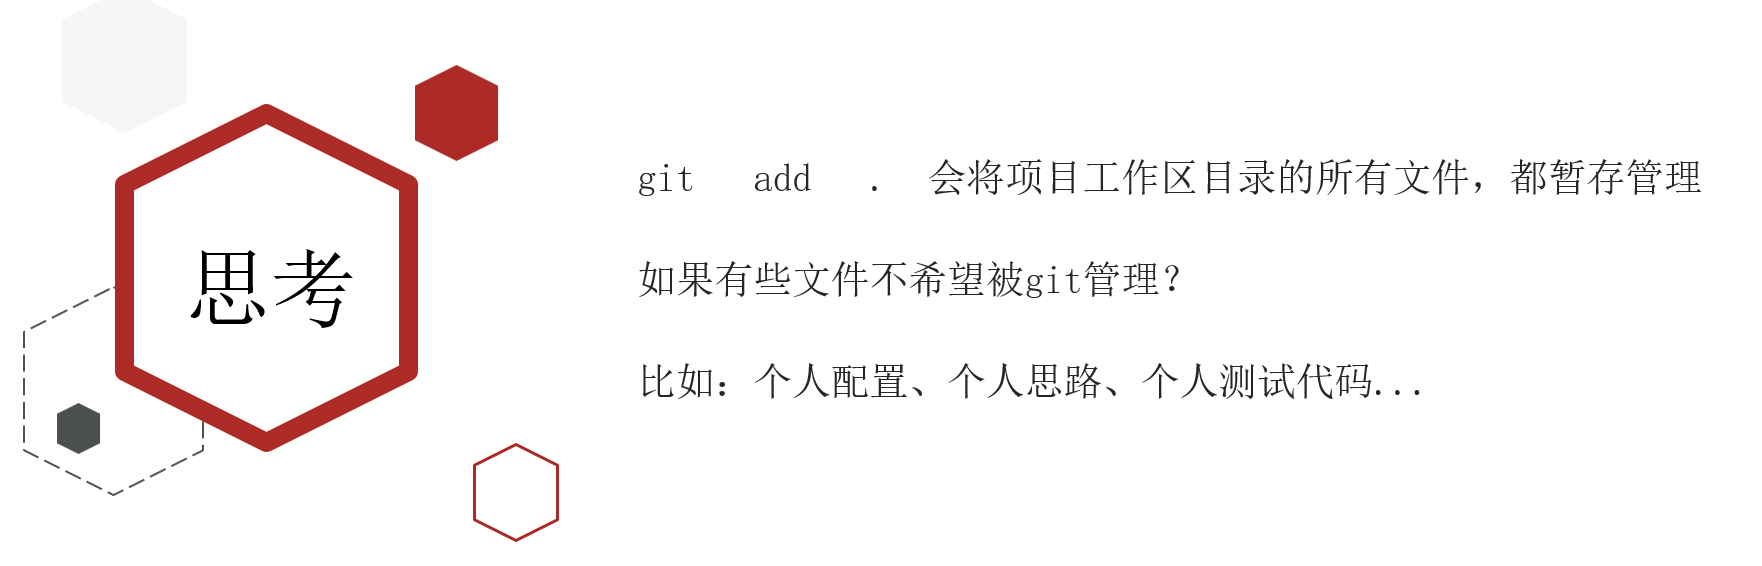 思考
git add . 会将项目工作区目录的所有文件，都暂存管理
如果有些文件不希望被git管理？
比如：个人配置、个人思路、个人测试代码...